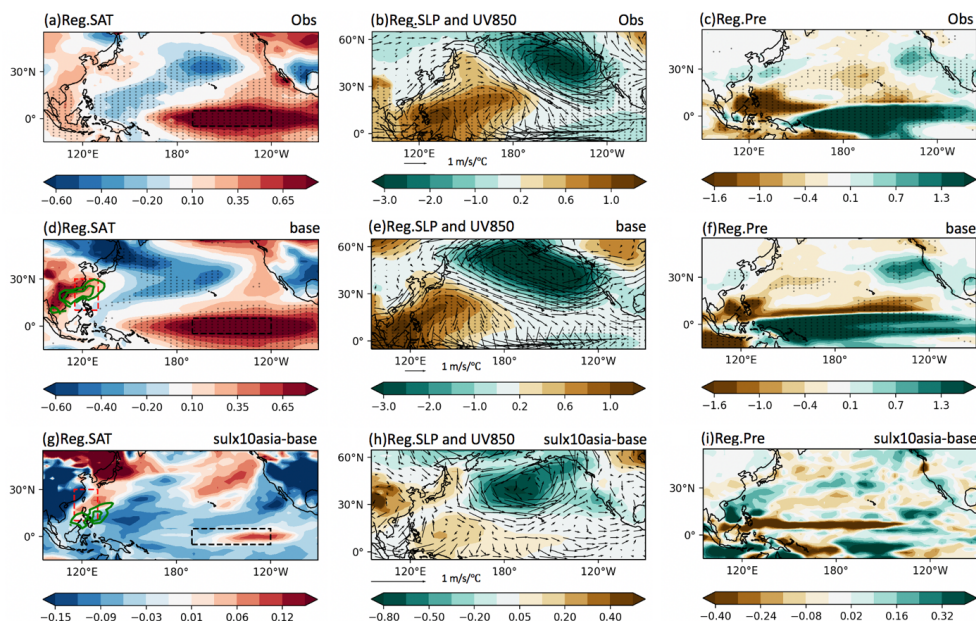 (a)Reg.SAT Obs (b)Reg.SLP and UV850 Obs (c)Reg.Pre Obs
60°N
30°N 40°N 30°N
20°N
0° 0° 0°
120°E 180° 120°W 120°E 180° 120°W 120°E 180° 120°W
1 m/s/°C
−0.60 −0.30 −0.10 0.10 0.35 0.65 −3.0 −2.0 −1.0 0.2 0.6 1.0 −1.6 −1.0 −0.4 0.1 0.7 1.3
(d)Reg.SAT base (e)Reg.SLP and UV850 base (f)Reg.Pre base
60°N
30°N 40°N 30°N
20°N
0° 0° 0°
120°E 180° 120°W 120°E 180° 120°W 120°E 180° 120°W
1 m/s/°C
−0.60 −0.40 −0.10 0.10 0.35 0.65 −3.0 −2.0 −1.0 0.2 0.6 1.0 −1.6 −1.0 −0.4 0.1 0.7 1.3
(g)Reg.SAT sulx10asia-base (h)Reg.SLP and UV850 sulx10asia-base (i)Reg.Pre sulx10asia-base
60°N
30°N 40°N 30°N
20°N
0° 0° 0°
120°E 180° 120°W 120°E 180° 120°W 120°E 180° 120°W
1 m/s/°C
−0.15 −0.09 −0.03 0.01 0.06 0.12 −0.80 −0.50 −0.20 0.05 0.20 0.40 −0.40 −0.24 −0.08 0.02 0.16 0.32